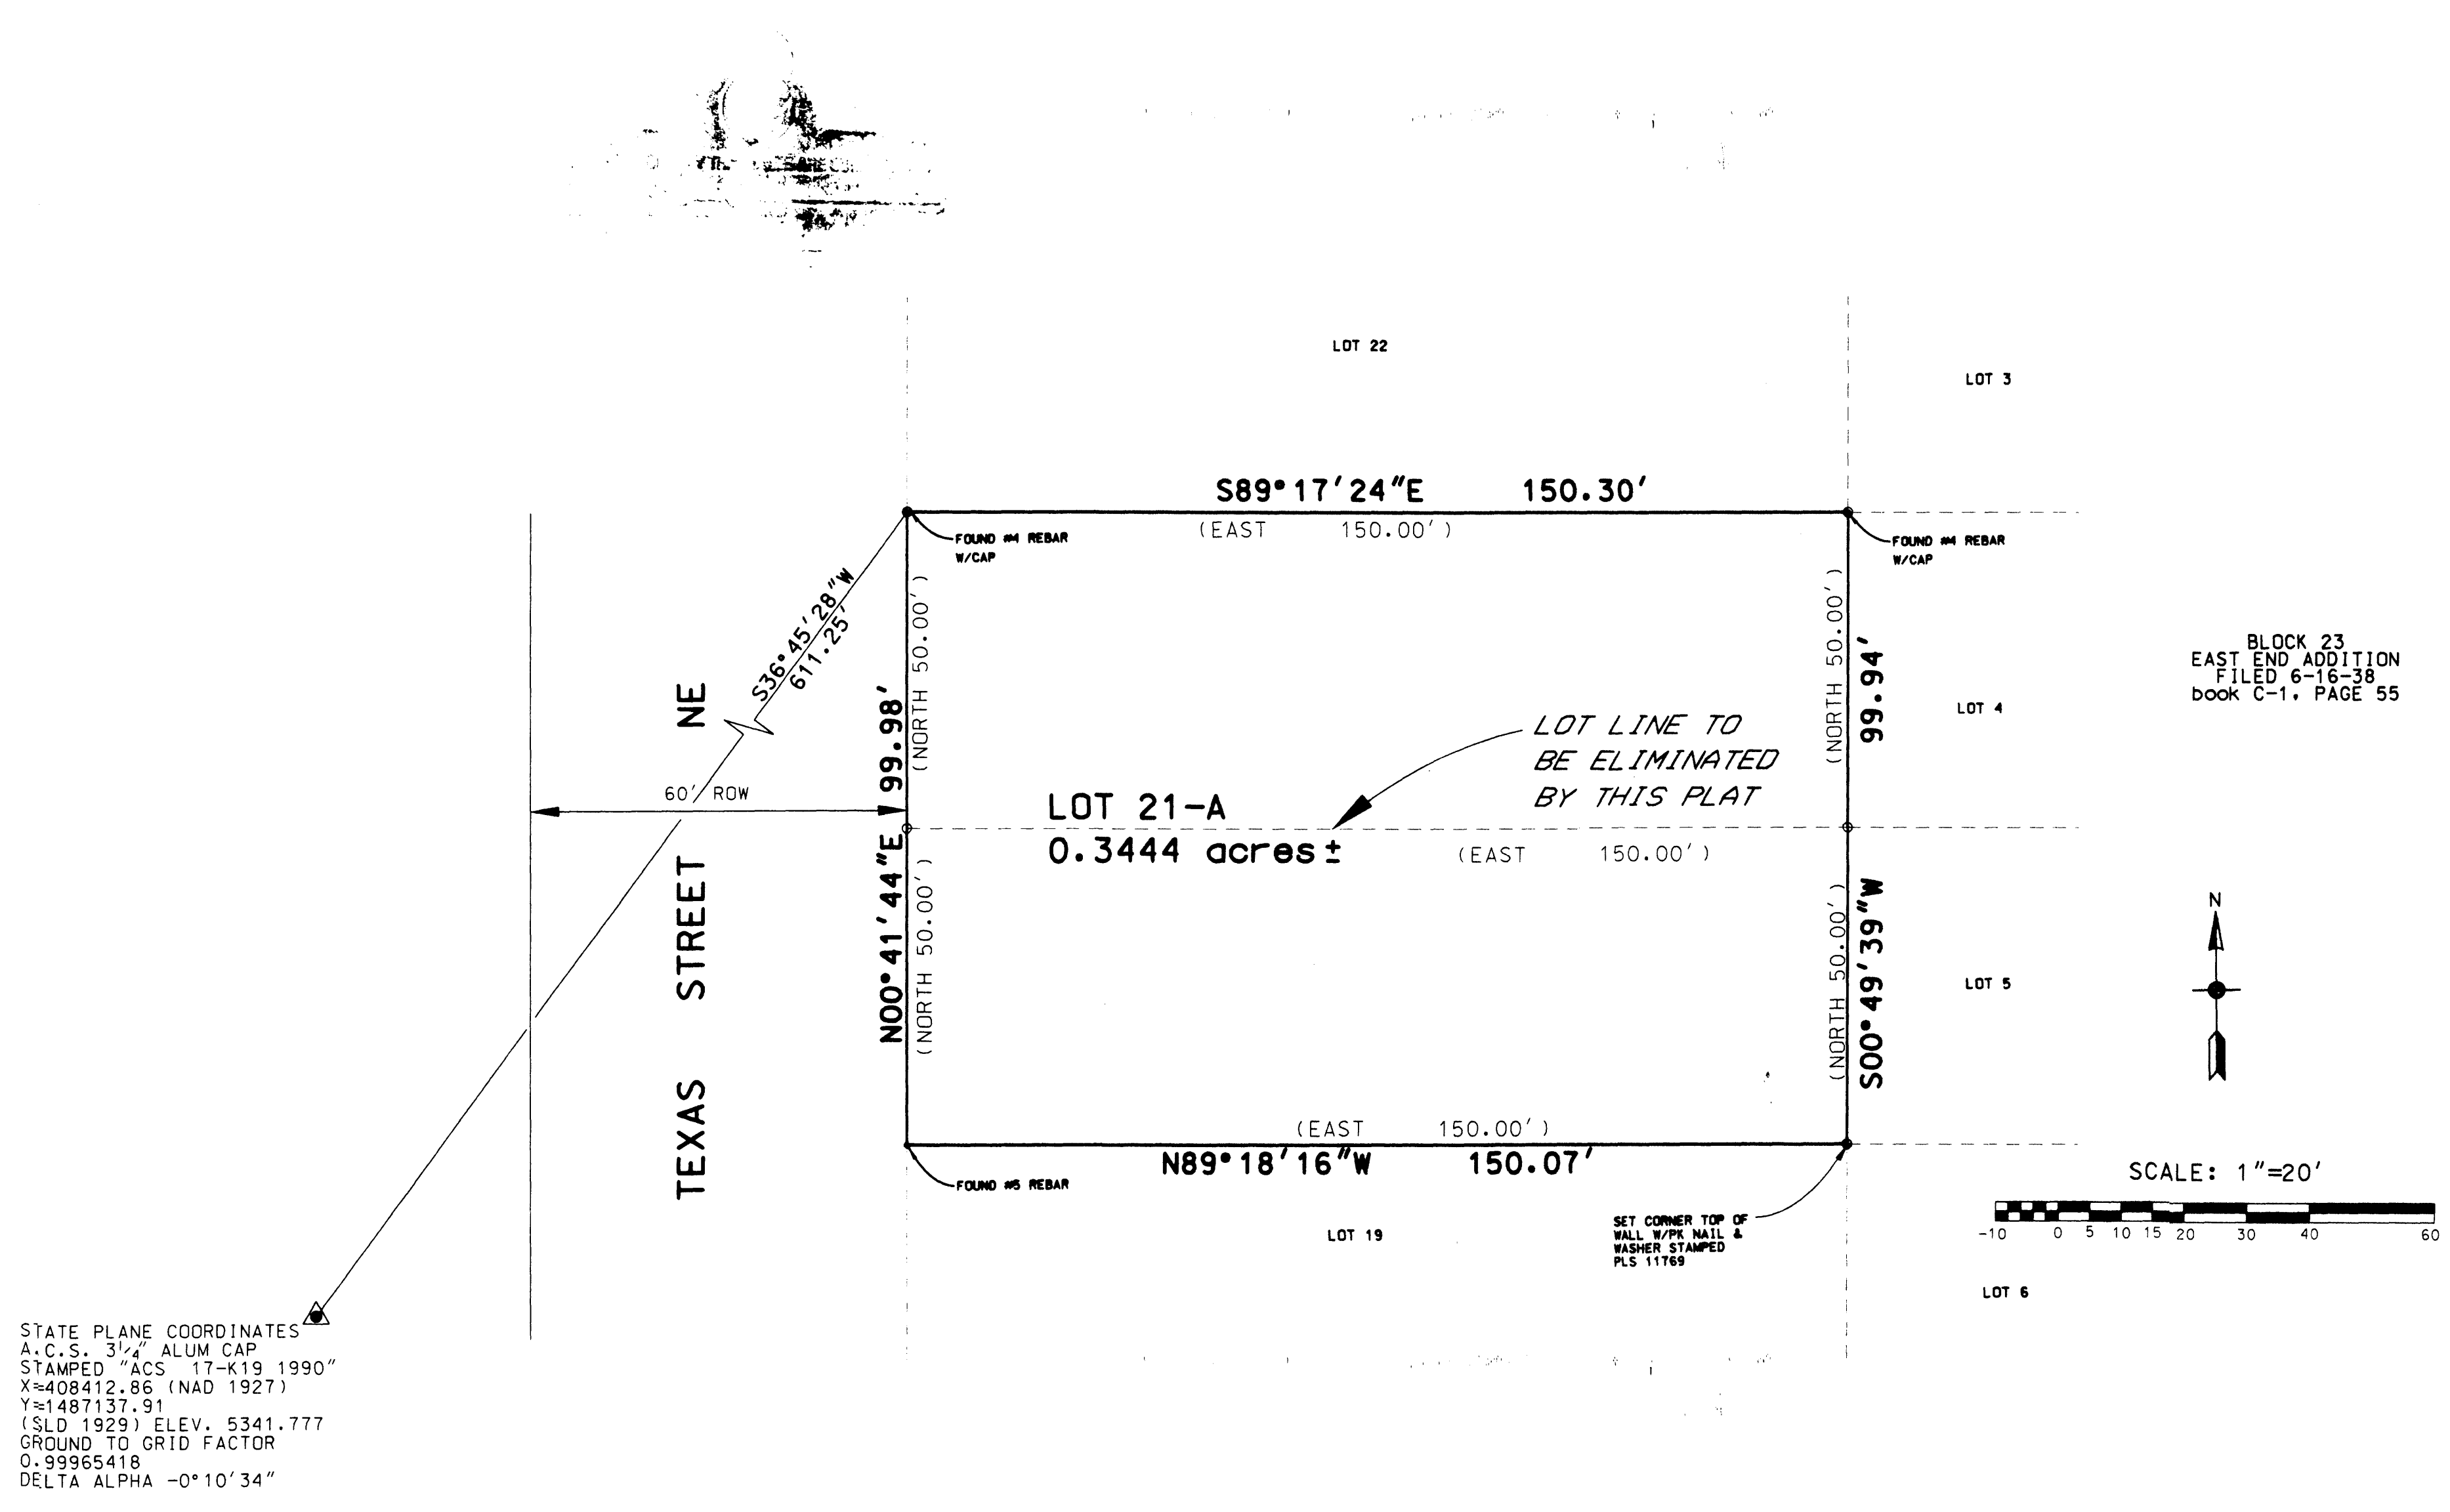 LOT 22
LOT 3
S89°17'24"E 150.30'
(EAST 150.00')
FOUND #4 REBAR
W/CAP
FOUND #4 REBAR
W/CAP
S36°45'28"W
611.25'
(NORTH 50.00')
(NORTH 50.00')
N00°41'44"E 99.98'
S00°49'39"W 99.94'
BLOCK 23
EAST END ADDITION
FILED 6-16-38
book C-1, PAGE 55
LOT 4
LOT LINE TO
BE ELIMINATED
BY THIS PLAT
60' ROW
TEXAS STREET NE
LOT 21-A
0.3444 acres±
(EAST 150.00')
(NORTH 50.00')
(NORTH 50.00')
LOT 5
N
(EAST 150.00')
N89°18'16"W 150.07'
FOUND #5 REBAR
SET CORNER TOP OF
WALL W/PK NAIL &
WASHER STAMPED
PLS 11769
LOT 19
SCALE: 1"=20'
-10 0 5 10 15 20 30 40 60
LOT 6
STATE PLANE COORDINATES
A.C.S. 3 1/4" ALUM CAP
STAMPED "ACS 17-K19 1990"
X=408412.86 (NAD 1927)
Y=1487137.91
(SLD 1929) ELEV. 5341.777
GROUND TO GRID FACTOR
0.99965418
DELTA ALPHA -0°10'34"